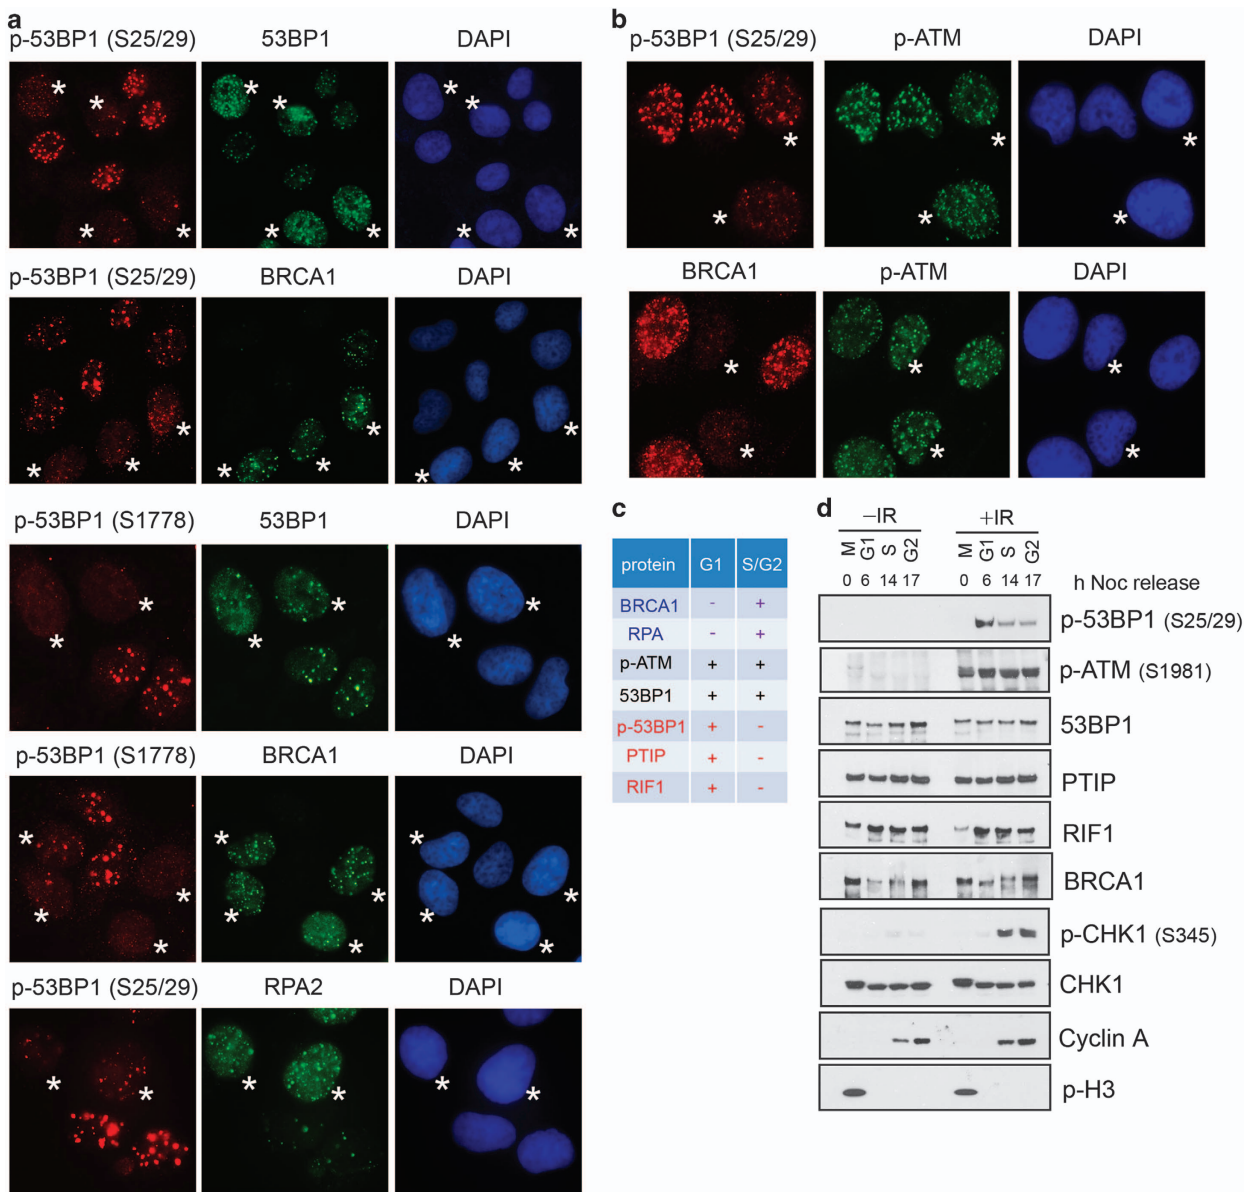 a
p-53BP1 (S25/29) 53BP1 DAPI
* * * *
* * * *
* * * *
p-53BP1 (S25/29) BRCA1 DAPI
* * *
* * *
* * *
p-53BP1 (S1778) 53BP1 DAPI
* *
* *
* *
p-53BP1 (S1778) BRCA1 DAPI
* * * *
* * * *
* * * *
p-53BP1 (S25/29) RPA2 DAPI
* *
* *
* *
b
p-53BP1 (S25/29) p-ATM DAPI
* *
* *
* *
BRCA1 p-ATM DAPI
* *
* *
* *
c
protein G1 S/G2
BRCA1 - +
RPA - +
p-ATM + +
53BP1 + +
p-53BP1 + -
PTIP + -
RIF1 + -
d
–IR +IR
M G1 S G2 M G1 S G2
0 6 14 17 0 6 14 17 h Noc release
p-53BP1 (S25/29)
p-ATM (S1981)
53BP1
PTIP
RIF1
BRCA1
p-CHK1 (S345)
CHK1
Cyclin A
p-H3